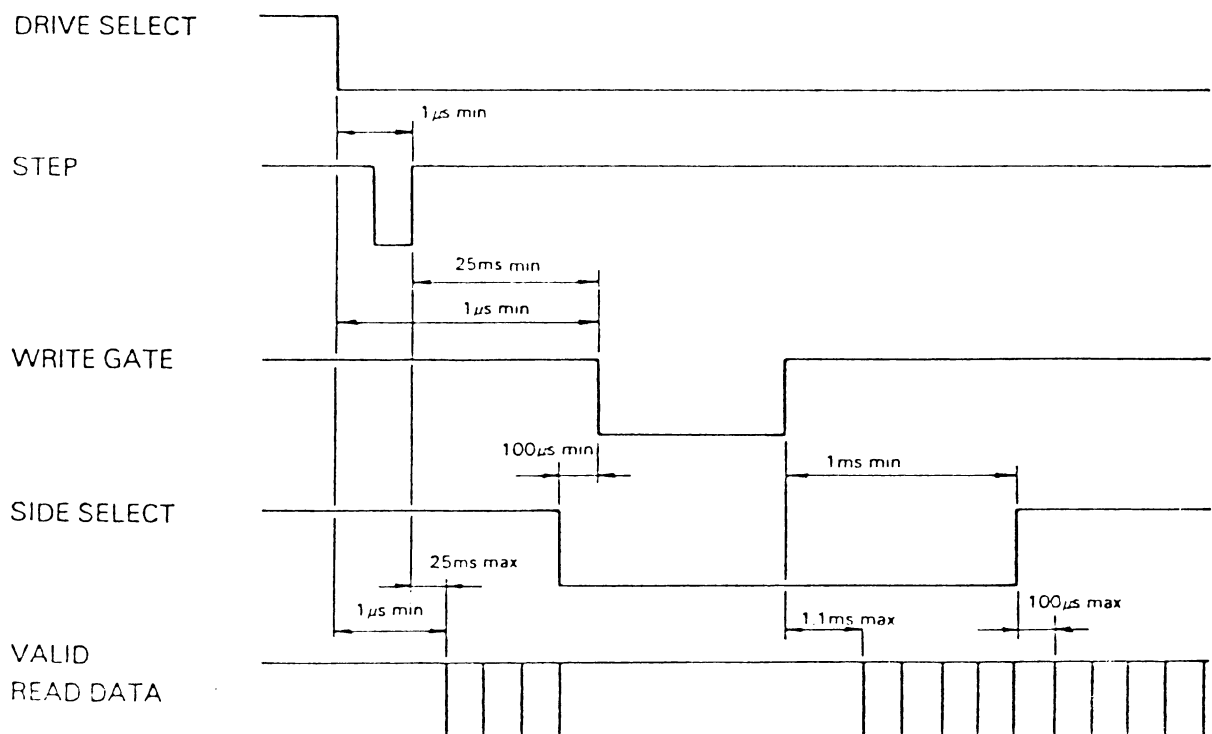 DRIVE SELECT
1μs min
STEP
25ms min
1μs min
WRITE GATE
100μs min
1ms min
SIDE SELECT
25ms max
1μs min
100μs max
1.1ms max
VALID
READ DATA